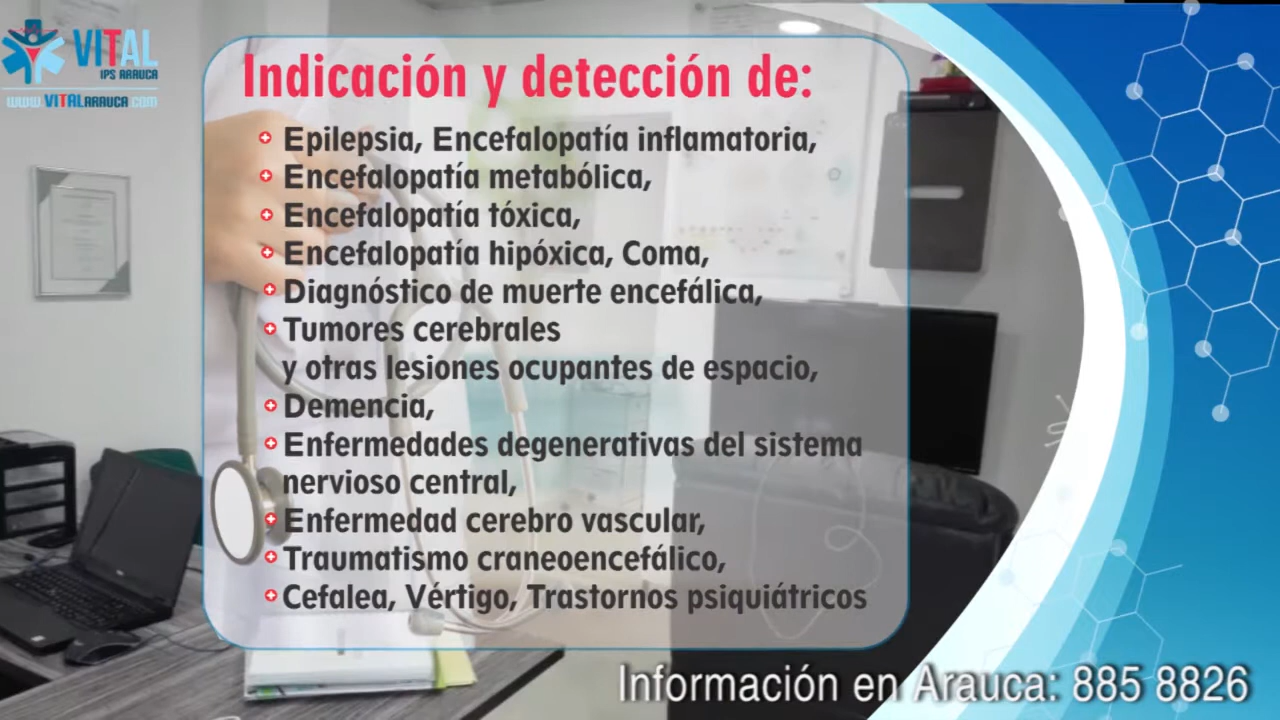 VITAL
IPS ARAUCA
WWW.VITALARAUCA.COM
Indicación y detección de:
Epilepsia, Encefalopatía inflamatoria,
Encefalopatía metabólica,
Encefalopatía tóxica,
Encefalopatía hipóxica, Coma,
Diagnóstico de muerte encefálica,
Tumores cerebrales
y otras lesiones ocupantes de espacio,
Demencia,
Enfermedades degenerativas del sistema
nervioso central,
Enfermedad cerebro vascular,
Traumatismo craneoencefálico,
Cefalea, Vértigo, Trastornos psiquiátricos
Información en Arauca: 885 8826